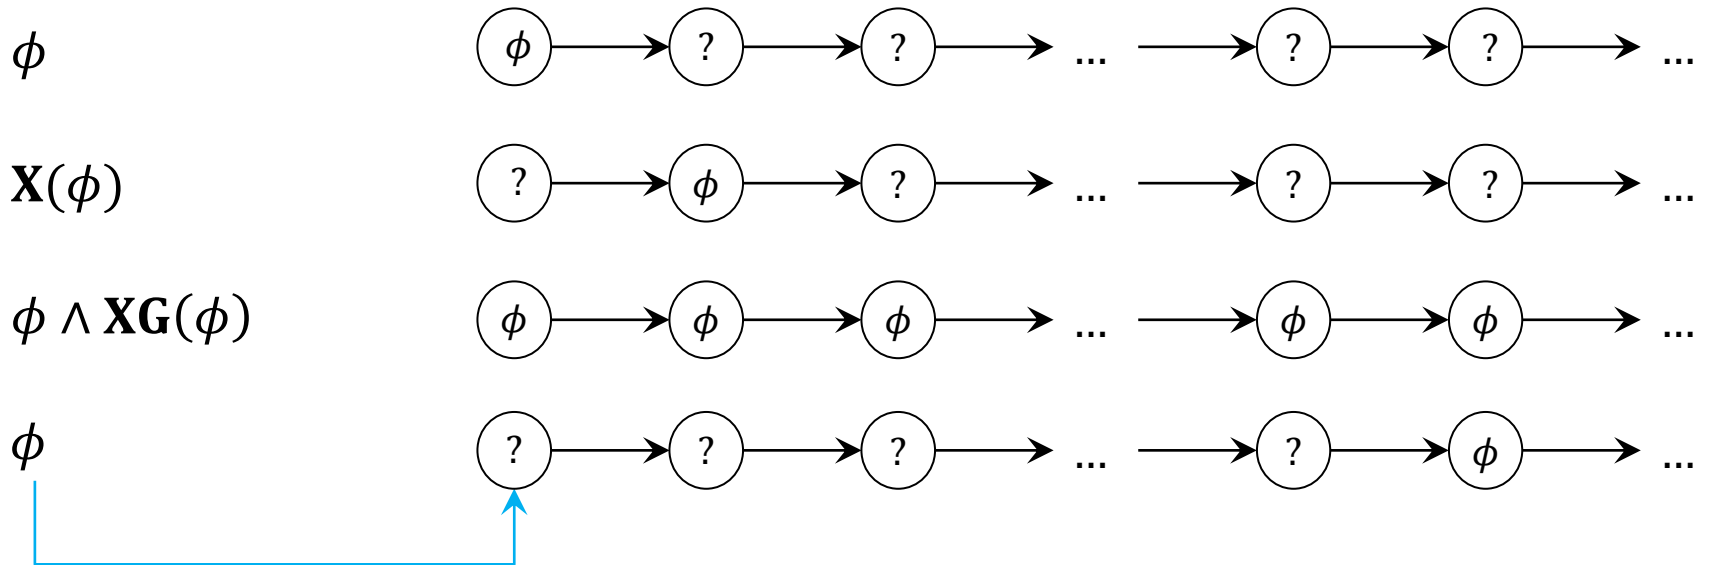 ϕ ϕ ? ? ... ? ? ...
𝐗(ϕ) ? ϕ ? ... ? ? ...
ϕ ∧ 𝐗𝐆(ϕ) ϕ ϕ ϕ ... ϕ ϕ ...
ϕ ? ? ? ... ? ϕ ...